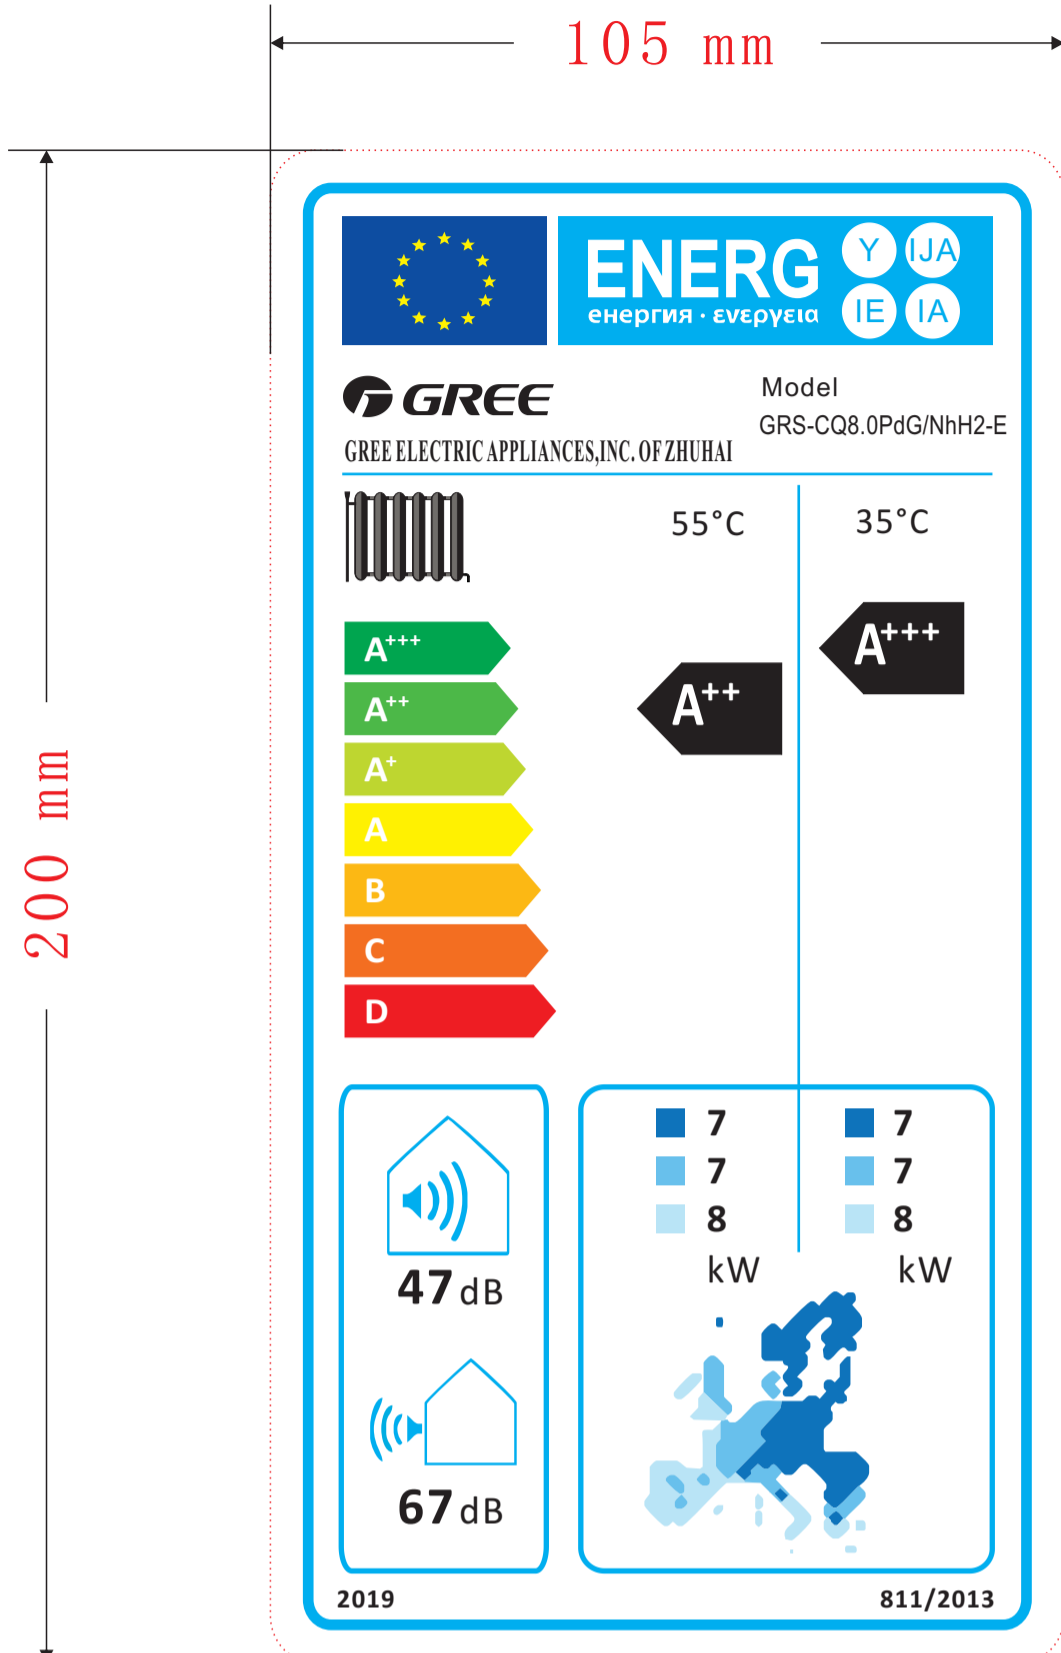 105 mm
200 mm
ENERG
енергия · ενεργεια
Y IJA
IE IA
GREE
GREE ELECTRIC APPLIANCES,INC. OF ZHUHAI
Model
GRS-CQ8.0PdG/NhH2-E
55°C 35°C
A+++
A++
A+
A
B
C
D
A++
A+++
47 dB
67 dB
7 7
7 7
8 8
kW kW
2019 811/2013